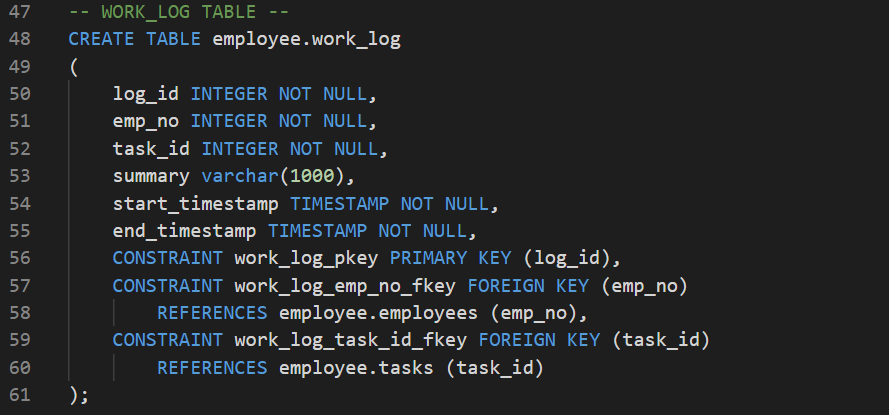 47 -- WORK_LOG TABLE --
48 CREATE TABLE employee.work_log
49 (
50 log_id INTEGER NOT NULL,
51 emp_no INTEGER NOT NULL,
52 task_id INTEGER NOT NULL,
53 summary varchar(1000),
54 start_timestamp TIMESTAMP NOT NULL,
55 end_timestamp TIMESTAMP NOT NULL,
56 CONSTRAINT work_log_pkey PRIMARY KEY (log_id),
57 CONSTRAINT work_log_emp_no_fkey FOREIGN KEY (emp_no)
58 REFERENCES employee.employees (emp_no),
59 CONSTRAINT work_log_task_id_fkey FOREIGN KEY (task_id)
60 REFERENCES employee.tasks (task_id)
61 );